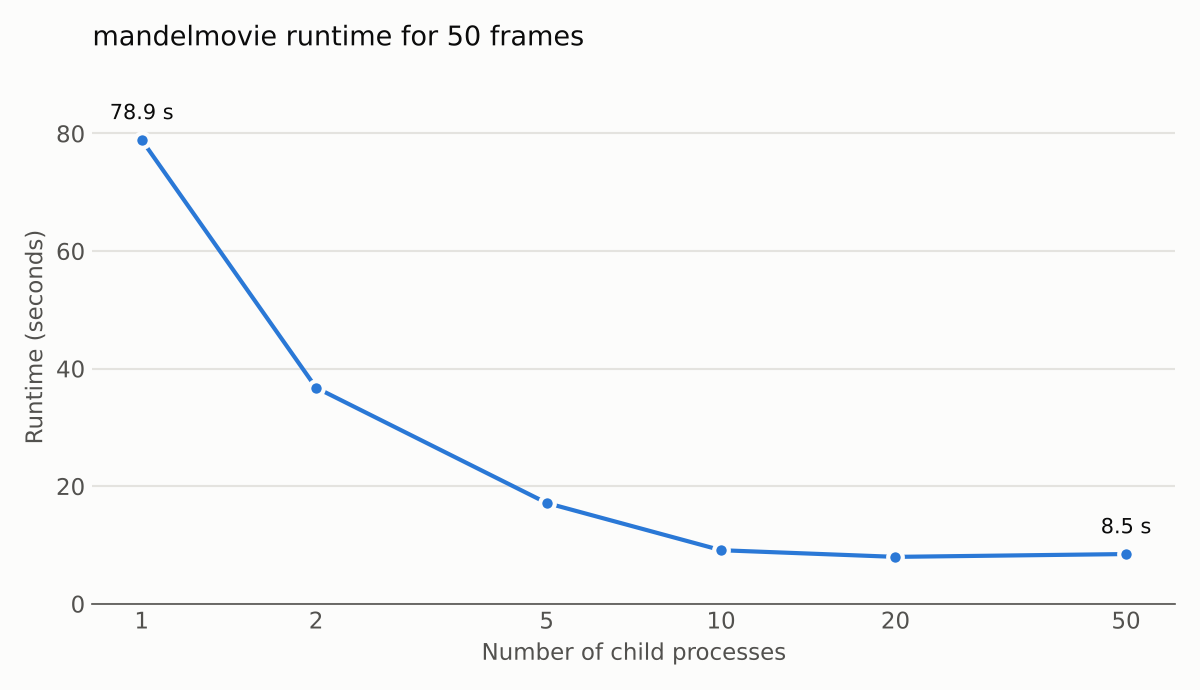 mandelmovie runtime for 50 frames
78.9 s
80
60
40
20
0
Runtime (seconds)
8.5 s
1 2 5 10 20 50
Number of child processes